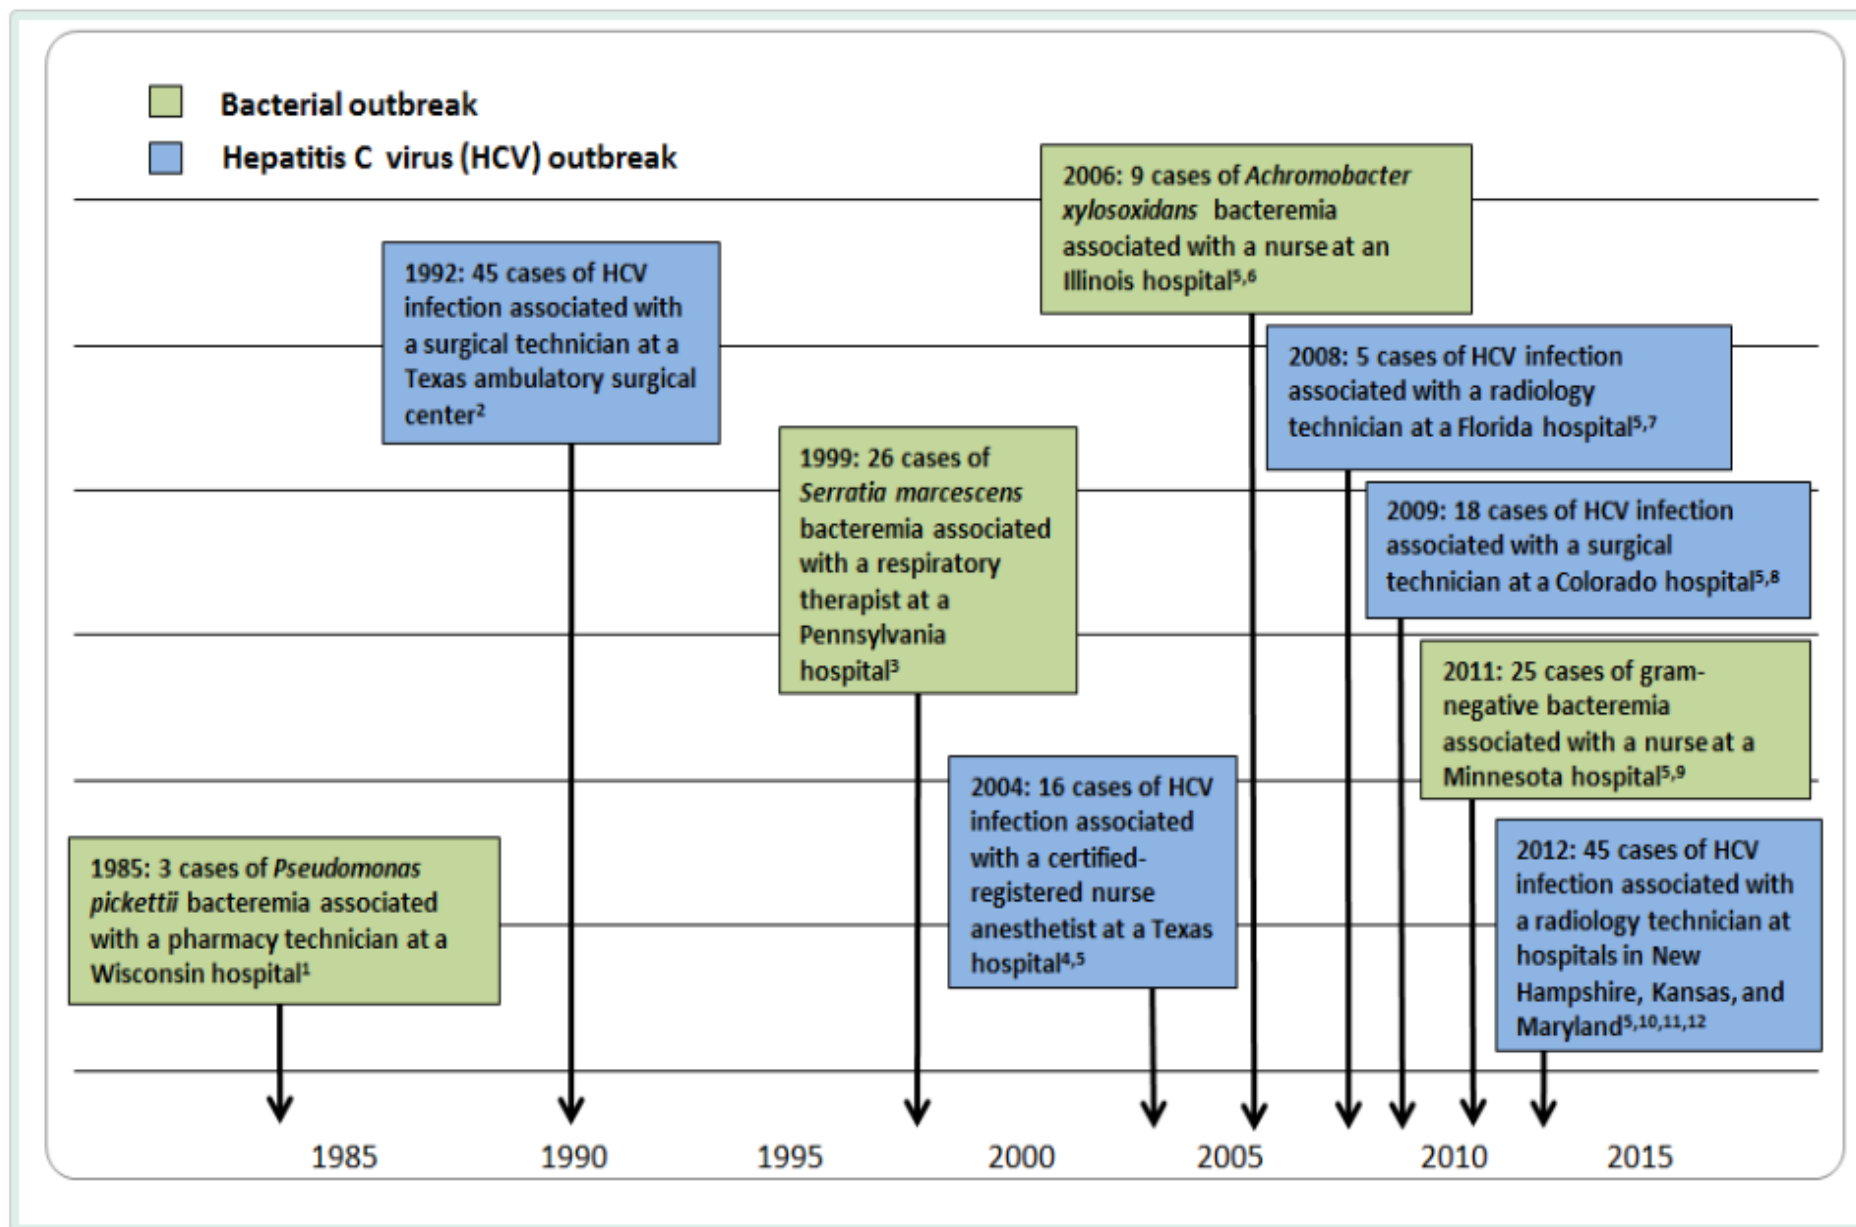 Bacterial outbreak
Hepatitis C virus (HCV) outbreak
2006: 9 cases of Achromobacter
xylosoxidans bacteremia
associated with a nurse at an
Illinois hospital5,6
1992: 45 cases of HCV
infection associated with
a surgical technician at a
Texas ambulatory surgical
center2
2008: 5 cases of HCV infection
associated with a radiology
technician at a Florida hospital5,7
1999: 26 cases of
Serratia marcescens
bacteremia associated
with a respiratory
therapist at a
Pennsylvania
hospital3
2009: 18 cases of HCV infection
associated with a surgical
technician at a Colorado hospital5,8
2011: 25 cases of gram-
negative bacteremia
associated with a nurse at a
Minnesota hospital5,9
2004: 16 cases of HCV
infection associated
with a certified-
registered nurse
anesthetist at a Texas
hospital4,5
1985: 3 cases of Pseudomonas
pickettii bacteremia associated
with a pharmacy technician at a
Wisconsin hospital1
2012: 45 cases of HCV
infection associated with
a radiology technician at
hospitals in New
Hampshire, Kansas, and
Maryland5,10,11,12
1985 1990 1995 2000 2005 2010 2015